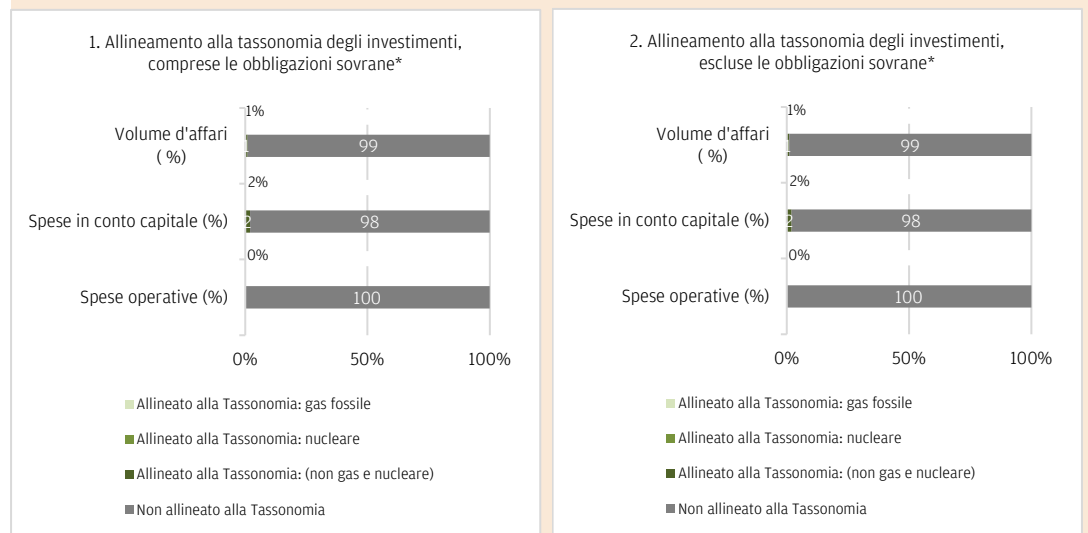 1. Allineamento alla tassonomia degli investimenti,
comprese le obbligazioni sovrane*
1%
Volume d'affari
( %)
1
99
2%
Spese in conto capitale (%)
2
98
0%
Spese operative (%)
100
0%
50%
100%
Allineato alla Tassonomia: gas fossile
Allineato alla Tassonomia: nucleare
Allineato alla Tassonomia: (non gas e nucleare)
Non allineato alla Tassonomia
2. Allineamento alla tassonomia degli investimenti,
escluse le obbligazioni sovrane*
1%
Volume d'affari
( %)
1
99
2%
Spese in conto capitale (%)
2
98
0%
Spese operative (%)
100
0%
50%
100%
Allineato alla Tassonomia: gas fossile
Allineato alla Tassonomia: nucleare
Allineato alla Tassonomia: (non gas e nucleare)
Non allineato alla Tassonomia